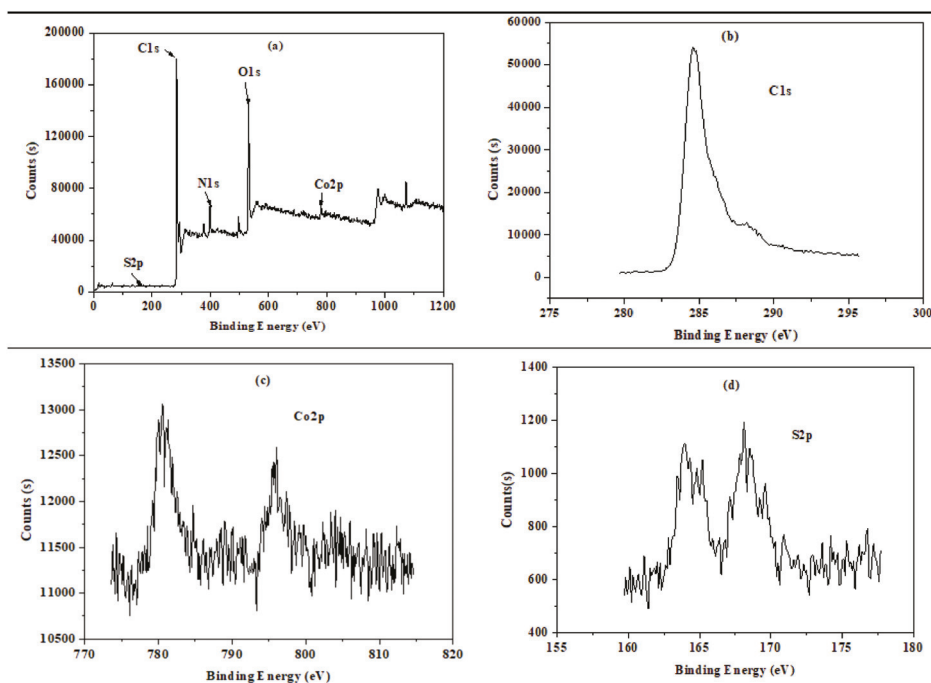 (a)
C1s
O1s
N1s
Co2p
S2p
200000
160000
120000
80000
40000
0
Counts (s)
0 200 400 600 800 1000 1200
Binding Energy (eV)
(b)
C1s
60000
50000
40000
30000
20000
10000
0
Counts (s)
275 280 285 290 295 300
Binding Energy (eV)
(c)
Co2p
13500
13000
12500
12000
11500
11000
10500
Counts (s)
770 780 790 800 810 820
Binding Energy (eV)
(d)
S2p
1400
1200
1000
800
600
400
Counts(s)
155 160 165 170 175 180
Binding Energy (eV)